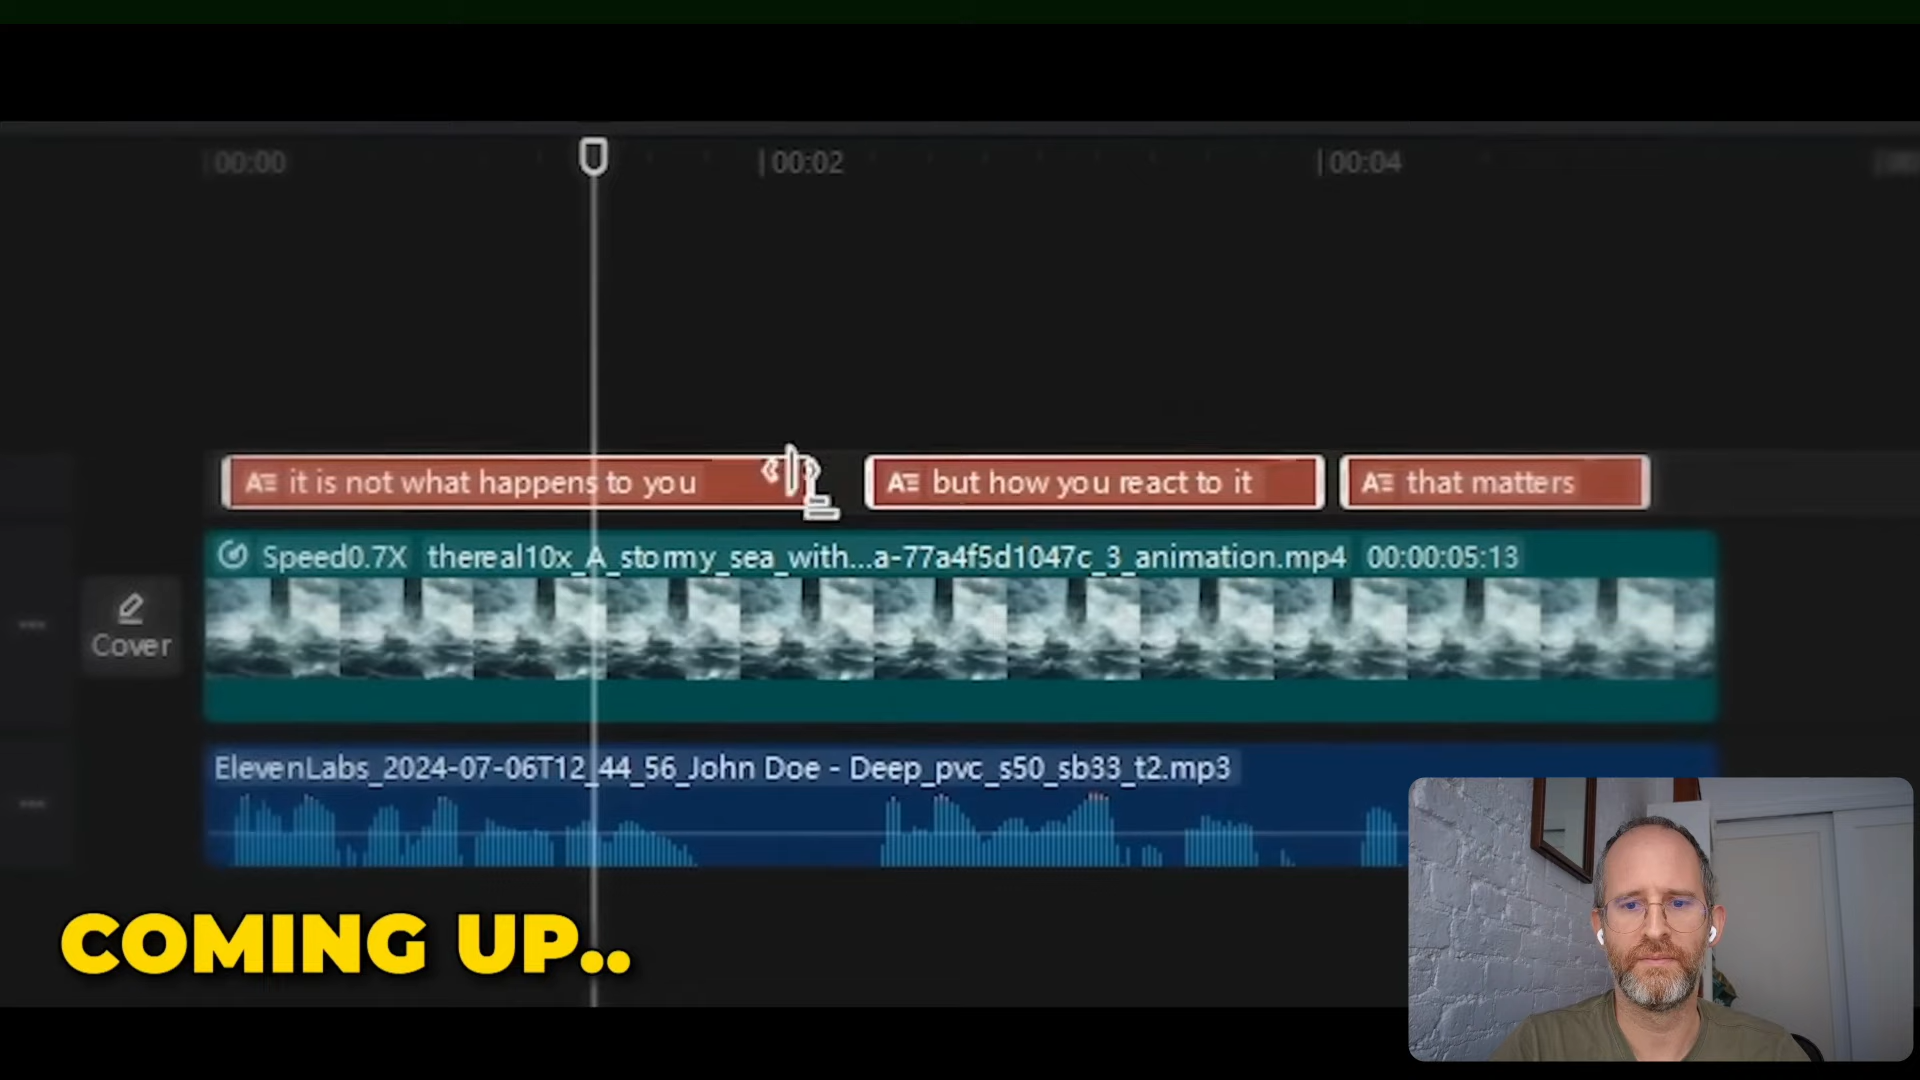 00:00
00:02
00:04
it is not what happens to you
but how you react to it
that matters
Speed0.7X thereal10x_A_stormy_sea_with...a-77a4f5d1047c_3_animation.mp4 00:00:05:13
Cover
ElevenLabs_2024-07-06T12_44_56_John Doe - Deep_pvc_s50_sb33_t2.mp3
COMING UP..